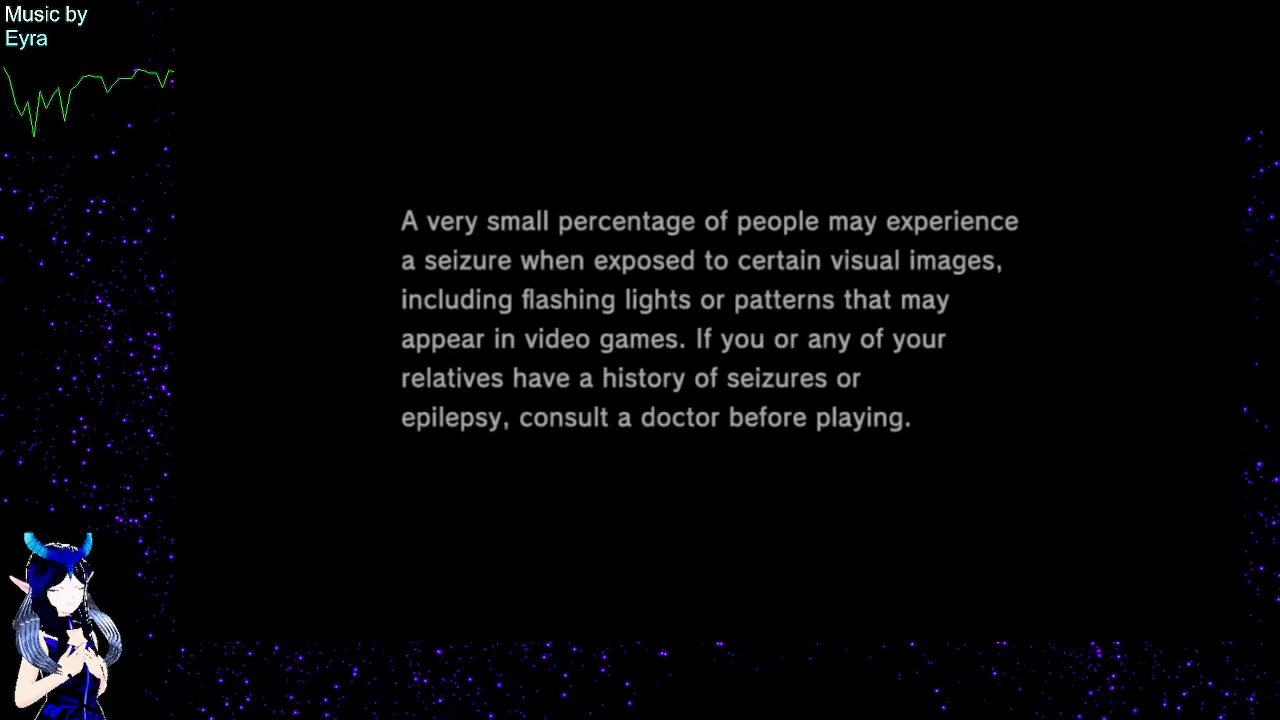 Music by
Eyra
A very small percentage of people may experience
a seizure when exposed to certain visual images,
including flashing lights or patterns that may
appear in video games. If you or any of your
relatives have a history of seizures or
epilepsy, consult a doctor before playing.